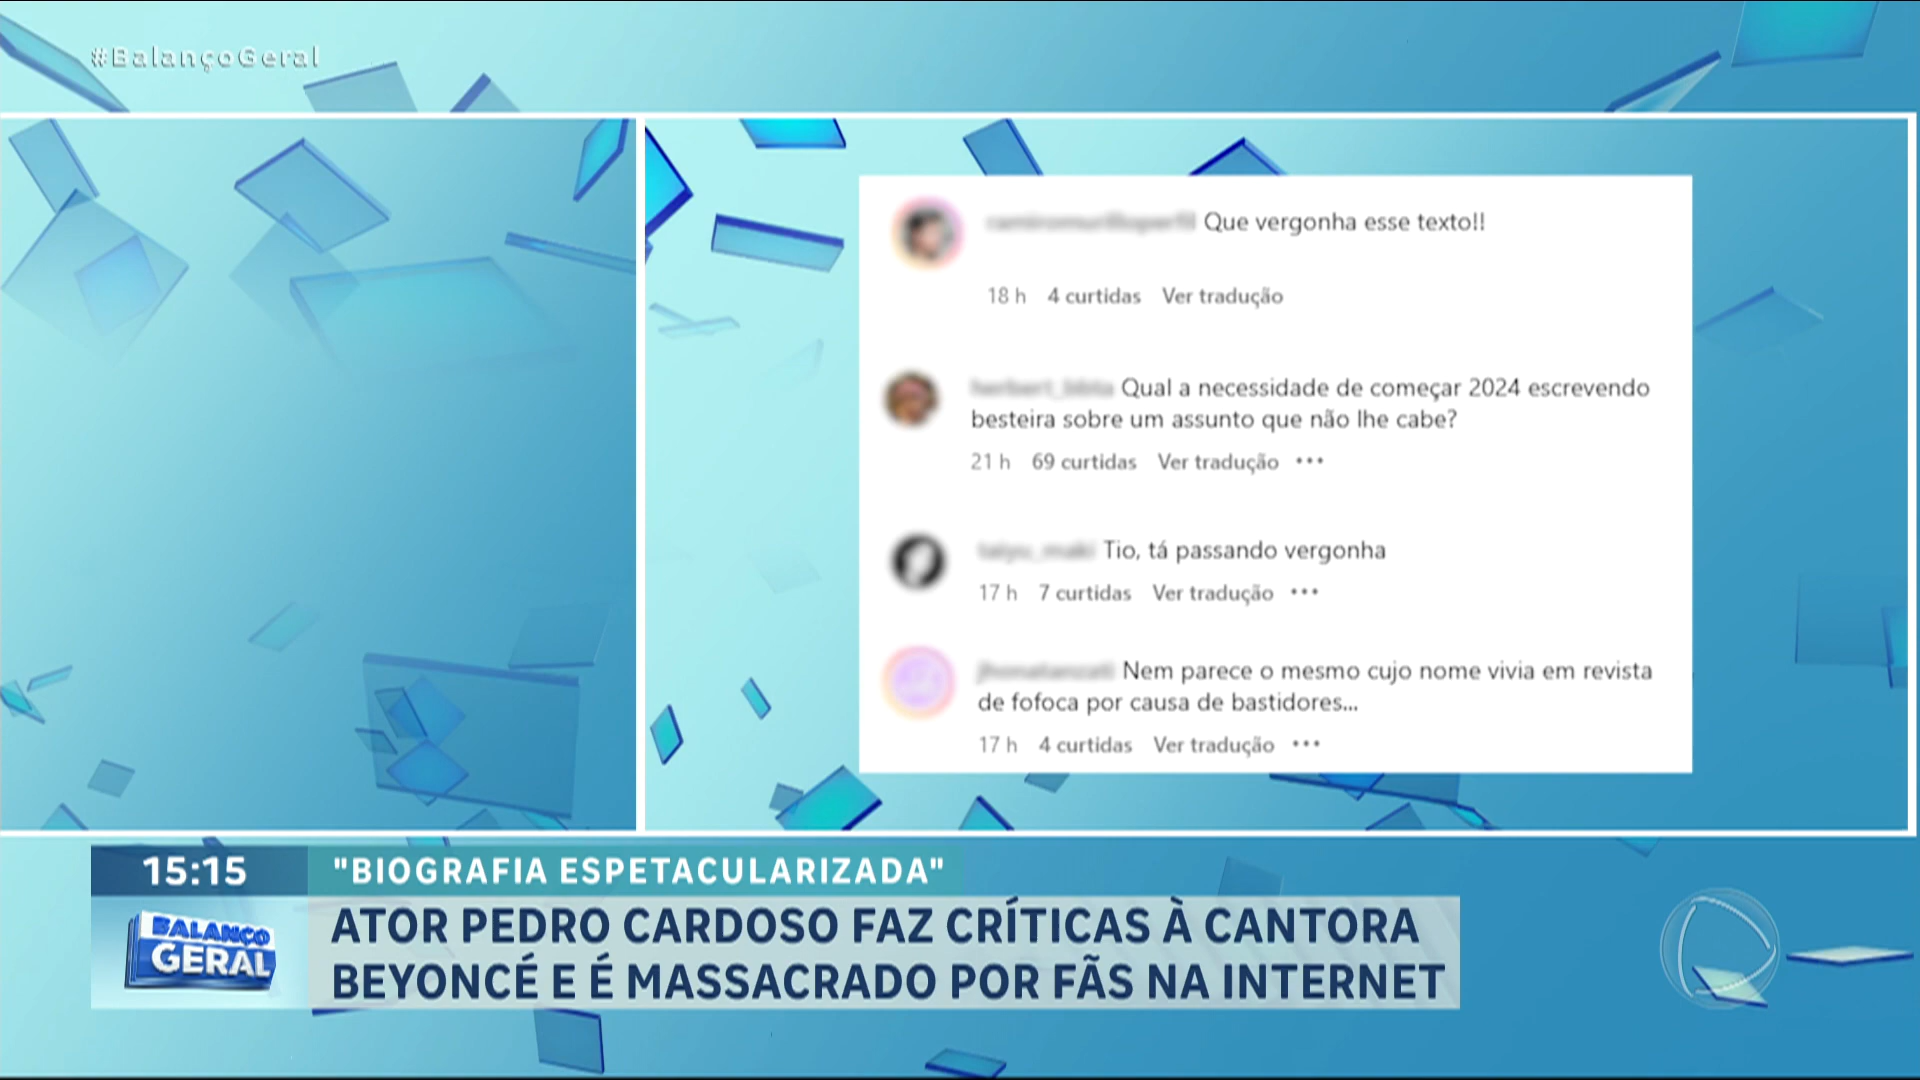 #BalançoGeral
Que vergonha esse texto!!
18 h 4 curtidas Ver tradução
Qual a necessidade de começar 2024 escrevendo
besteira sobre um assunto que não lhe cabe?
21 h 69 curtidas Ver tradução ···
Tio, tá passando vergonha
17 h 7 curtidas Ver tradução ···
Nem parece o mesmo cujo nome vivia em revista
de fofoca por causa de bastidores...
17 h 4 curtidas Ver tradução ···
15:15 "BIOGRAFIA ESPETACULARIZADA"
BALANÇO
GERAL
ATOR PEDRO CARDOSO FAZ CRÍTICAS À CANTORA
BEYONCÉ E É MASSACRADO POR FÃS NA INTERNET